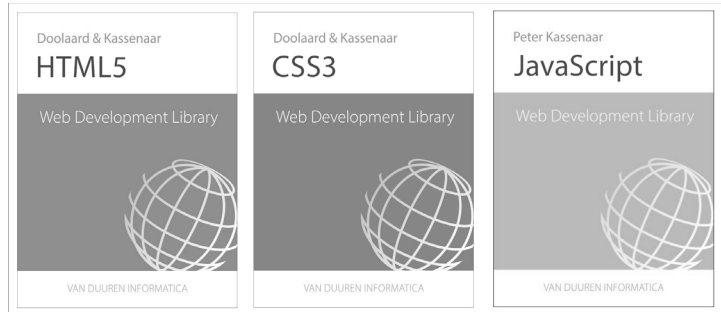 Doolaard & Kassenaar
HTML5
Web Development Library
VAN DUUREN INFORMATICA
Doolaard & Kassenaar
CSS3
Web Development Library
VAN DUUREN INFORMATICA
Peter Kassenaar
JavaScript
Web Development Library
VAN DUUREN INFORMATICA